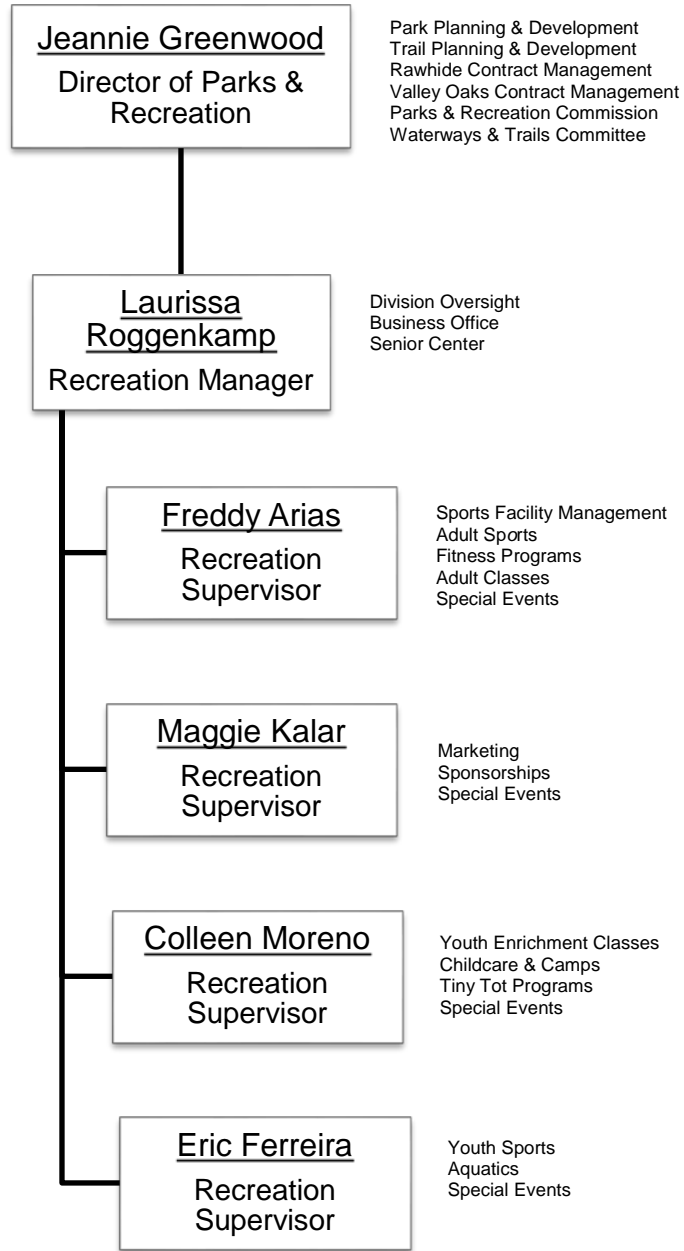 Jeannie Greenwood
Director of Parks &
Recreation
Park Planning & Development
Trail Planning & Development
Rawhide Contract Management
Valley Oaks Contract Management
Parks & Recreation Commission
Waterways & Trails Committee
Laurissa
Roggenkamp
Recreation Manager
Division Oversight
Business Office
Senior Center
Freddy Arias
Recreation
Supervisor
Sports Facility Management
Adult Sports
Fitness Programs
Adult Classes
Special Events
Maggie Kalar
Recreation
Supervisor
Marketing
Sponsorships
Special Events
Colleen Moreno
Recreation
Supervisor
Youth Enrichment Classes
Childcare & Camps
Tiny Tot Programs
Special Events
Eric Ferreira
Recreation
Supervisor
Youth Sports
Aquatics
Special Events